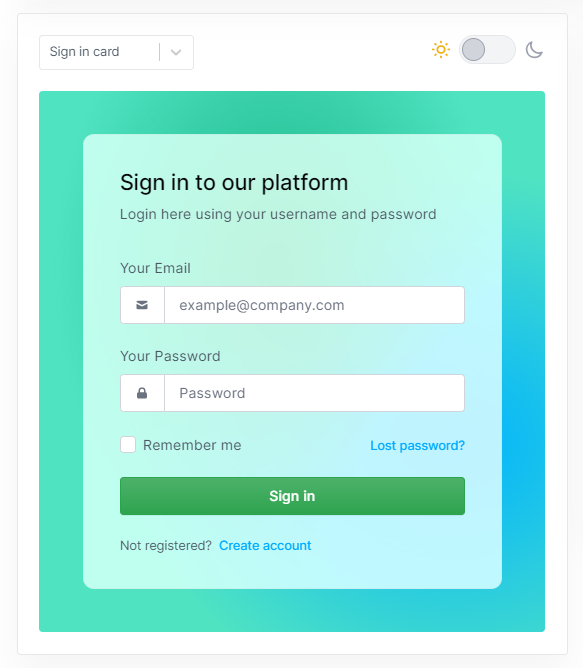 Sign in card
Sign in to our platform
Login here using your username and password
Your Email
example@company.com
Your Password
Password
Remember me Lost password?
Sign in
Not registered? Create account